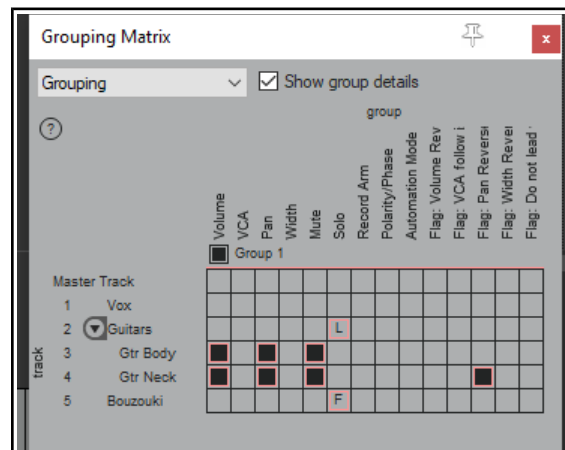 Grouping Matrix
x
Grouping
Show group details
?
group
Volume
VCA
Pan
Width
Mute
Solo
Record Arm
Polarity/Phase
Automation Mode
Flag: Volume Rev
Flag: VCA follow i
Flag: Pan Reverse
Flag: Width Rever
Flag: Do not lead
Group 1
Master Track
1 Vox
2 Guitars L
track
3 Gtr Body
4 Gtr Neck
5 Bouzouki F